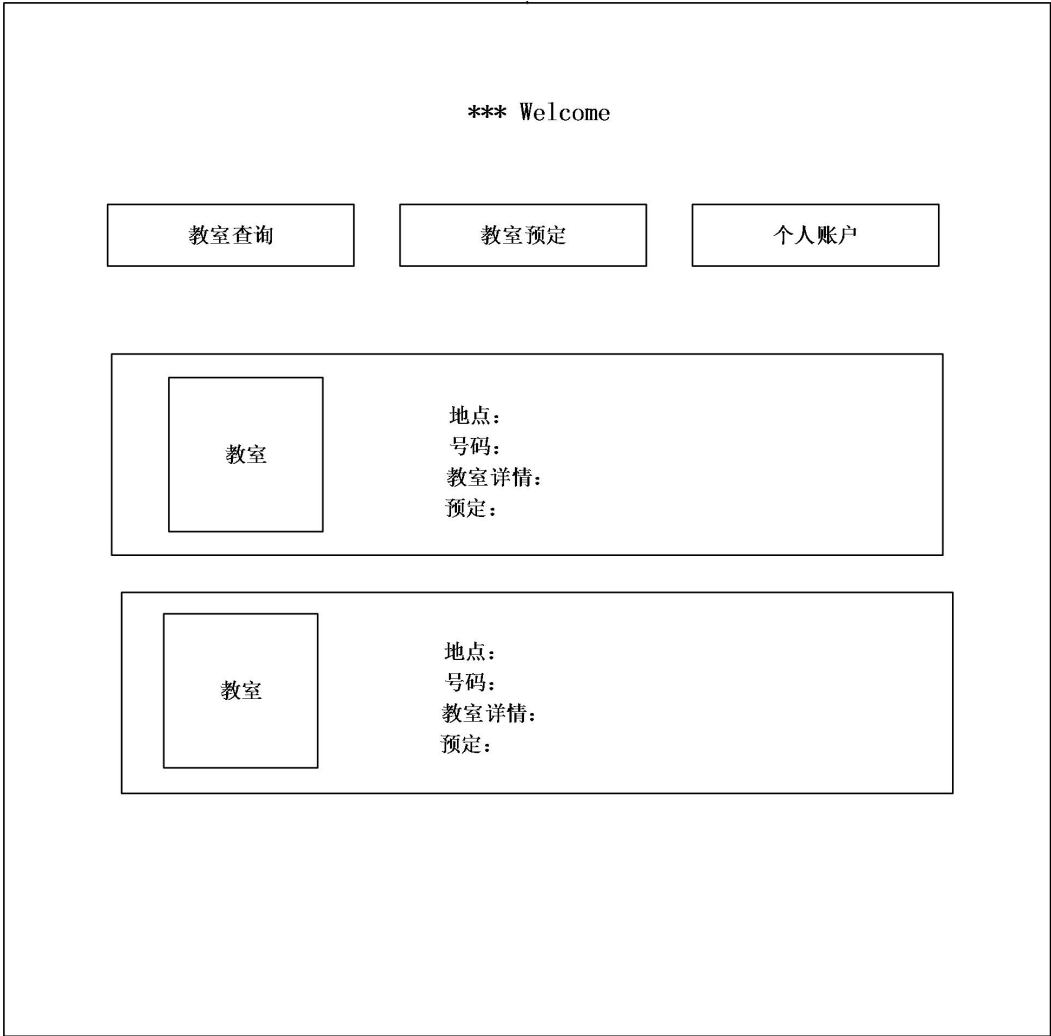 *** Welcome
教室查询
教室预定
个人账户
教室
地点：
号码：
教室详情：
预定：
教室
地点：
号码：
教室详情：
预定：